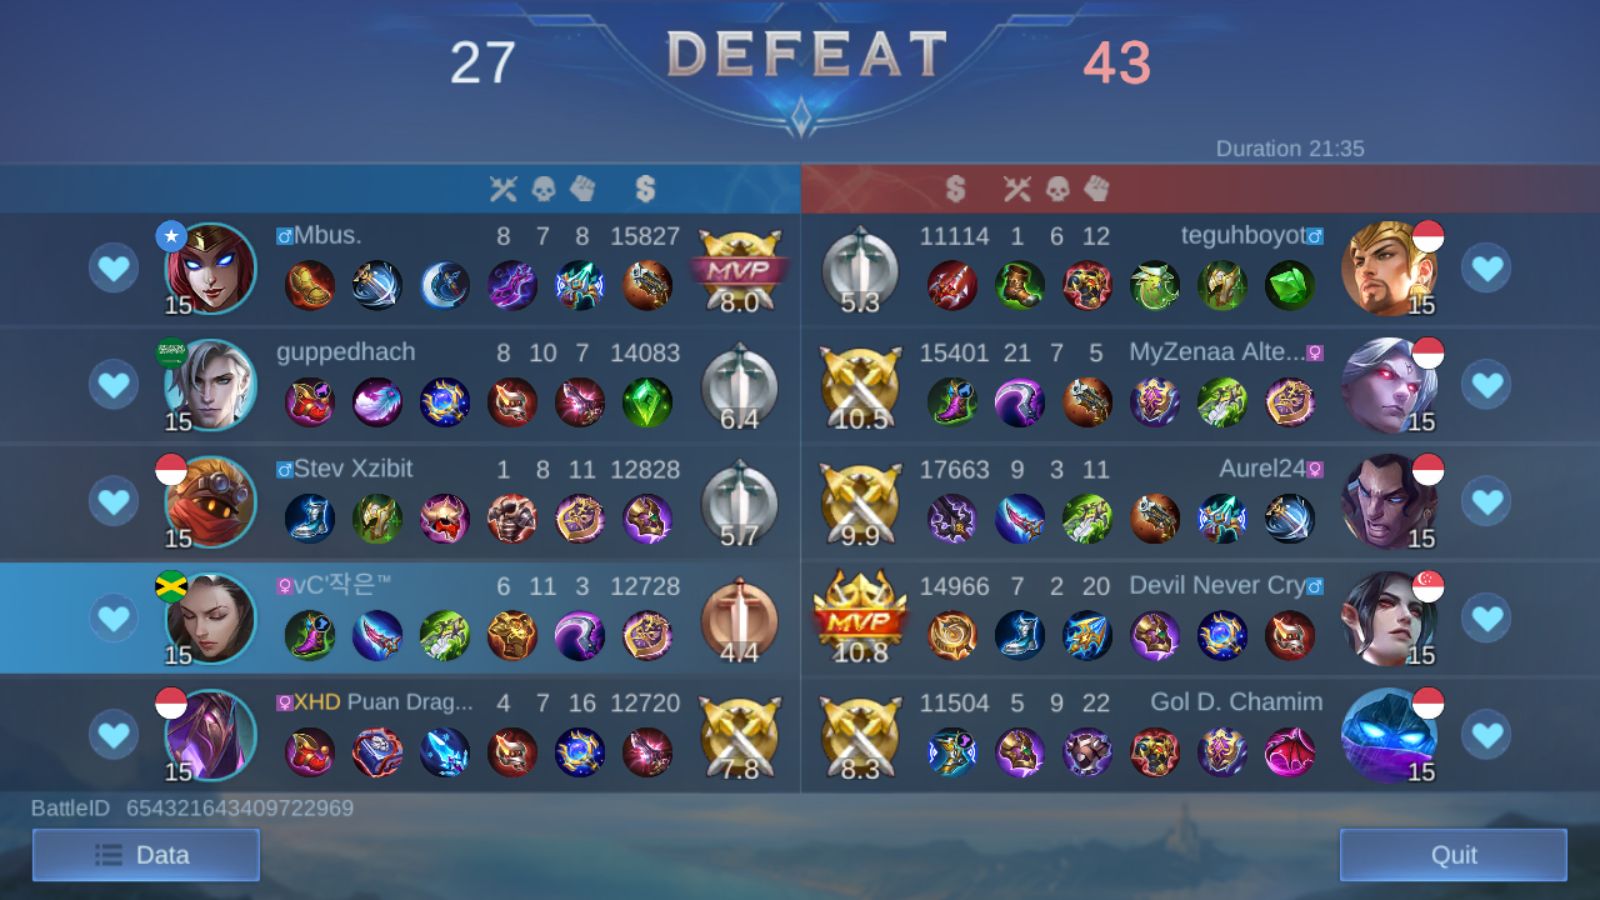 27 DEFEAT 43
Duration 21:35
Mbus. 8 7 8 15827 MVP 8.0
15
5.3 11114 1 6 12 teguhboyot
15
guppedhach 8 10 7 14083 6.4
15
10.5 15401 21 7 5 MyZenaa Alte...
15
Stev Xzibit 1 8 11 12828 5.7
15
9.9 17663 9 3 11 Aurel24
15
vC'작은™ 6 11 3 12728 4.4
15
MVP 10.8 14966 7 2 20 Devil Never Cry
15
XHD Puan Drag... 4 7 16 12720 7.8
15
8.3 11504 5 9 22 Gol D. Chamim
15
BattleID 654321643409722969
Data
Quit